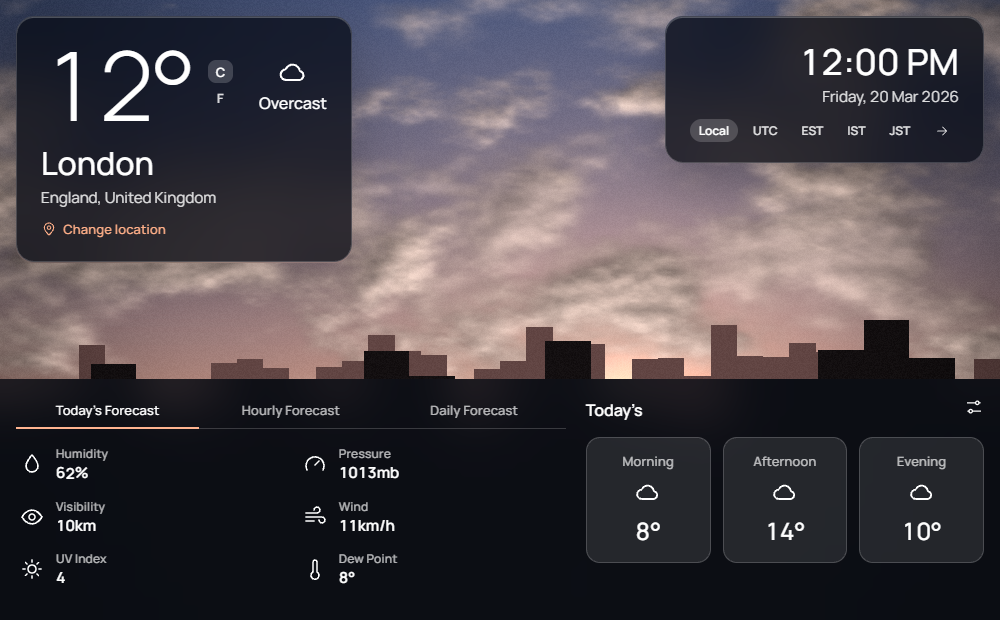 12°
C
F
Overcast
London
England, United Kingdom
Change location
12:00 PM
Friday, 20 Mar 2026
Local UTC EST IST JST
Today's Forecast Hourly Forecast Daily Forecast
Humidity
62%
Pressure
1013mb
Visibility
10km
Wind
11km/h
UV Index
4
Dew Point
8°
Today's
Morning
8°
Afternoon
14°
Evening
10°